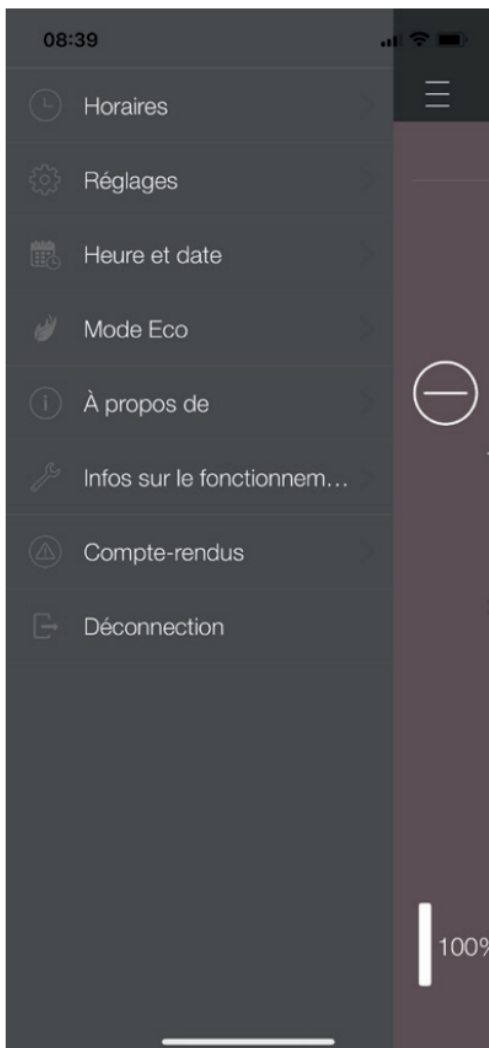 08:39
Horaires
Réglages
Heure et date
Mode Eco
À propos de
Infos sur le fonctionnem...
Compte-rendus
Déconnection
100%